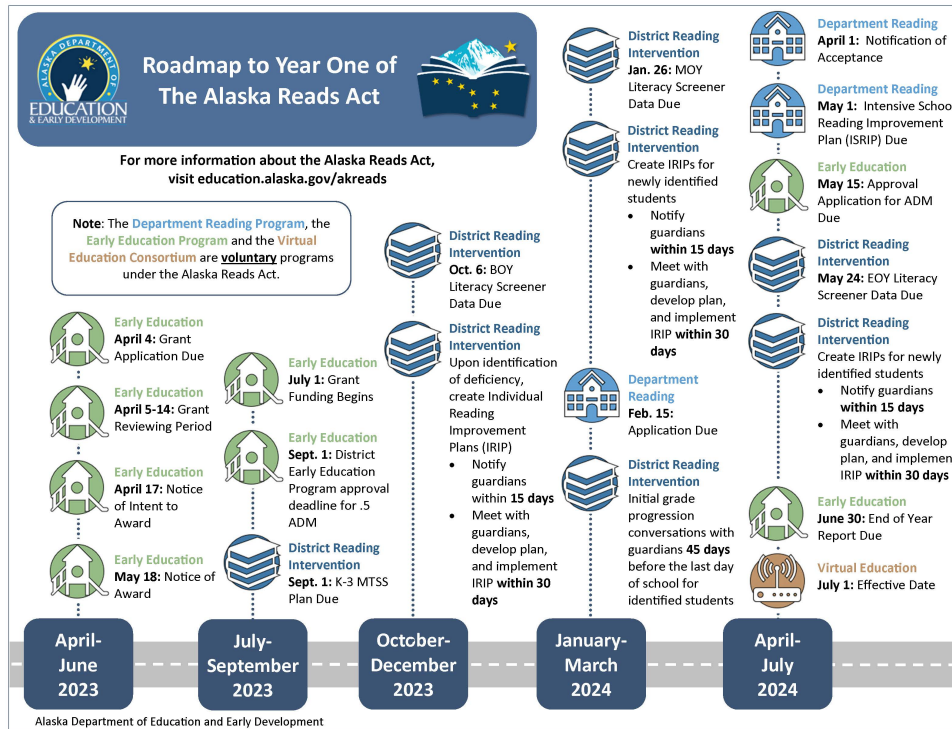 ALASKA DEPARTMENT OF
EDUCATION
& EARLY DEVELOPMENT
Roadmap to Year One of
The Alaska Reads Act
For more information about the Alaska Reads Act,
visit education.alaska.gov/akreads
Note: The Department Reading Program, the
Early Education Program and the Virtual
Education Consortium are voluntary programs
under the Alaska Reads Act.
Early Education
April 4: Grant
Application Due
Early Education
April 5-14: Grant
Reviewing Period
Early Education
April 17: Notice
of Intent to
Award
Early Education
May 18: Notice of
Award
April-
June
2023
Early Education
July 1: Grant
Funding Begins
Early Education
Sept. 1: District
Early Education
Program approval
deadline for .5
ADM
District Reading
Intervention
Sept. 1: K-3 MTSS
Plan Due
July-
September
2023
District Reading
Intervention
Oct. 6: BOY
Literacy Screener
Data Due
District Reading
Intervention
Upon identification
of deficiency,
create Individual
Reading
Improvement
Plans (IRIP)
• Notify
guardians
within 15 days
• Meet with
guardians,
develop plan,
and implement
IRIP within 30
days
October-
December
2023
District Reading
Intervention
Jan. 26: MOY
Literacy Screener
Data Due
District Reading
Intervention
Create IRIPs for
newly identified
students
• Notify
guardians
within 15 days
• Meet with
guardians,
develop plan,
and implement
IRIP within 30
days
Department
Reading
Feb. 15:
Application Due
District Reading
Intervention
Initial grade
progression
conversations with
guardians 45 days
before the last day
of school for
identified students
January-
March
2024
Department Reading
April 1: Notification of
Acceptance
Department Reading
May 1: Intensive Schoo
Reading Improvement
Plan (ISRIP) Due
Early Education
May 15: Approval
Application for ADM
Due
District Reading
Intervention
May 24: EOY Literacy
Screener Data Due
District Reading
Intervention
Create IRIPs for newly
identified students
• Notify guardians
within 15 days
• Meet with
guardians, develop
plan, and implemen
IRIP within 30 days
Early Education
June 30: End of Year
Report Due
Virtual Education
July 1: Effective Date
April-
July
2024
Alaska Department of Education and Early Development